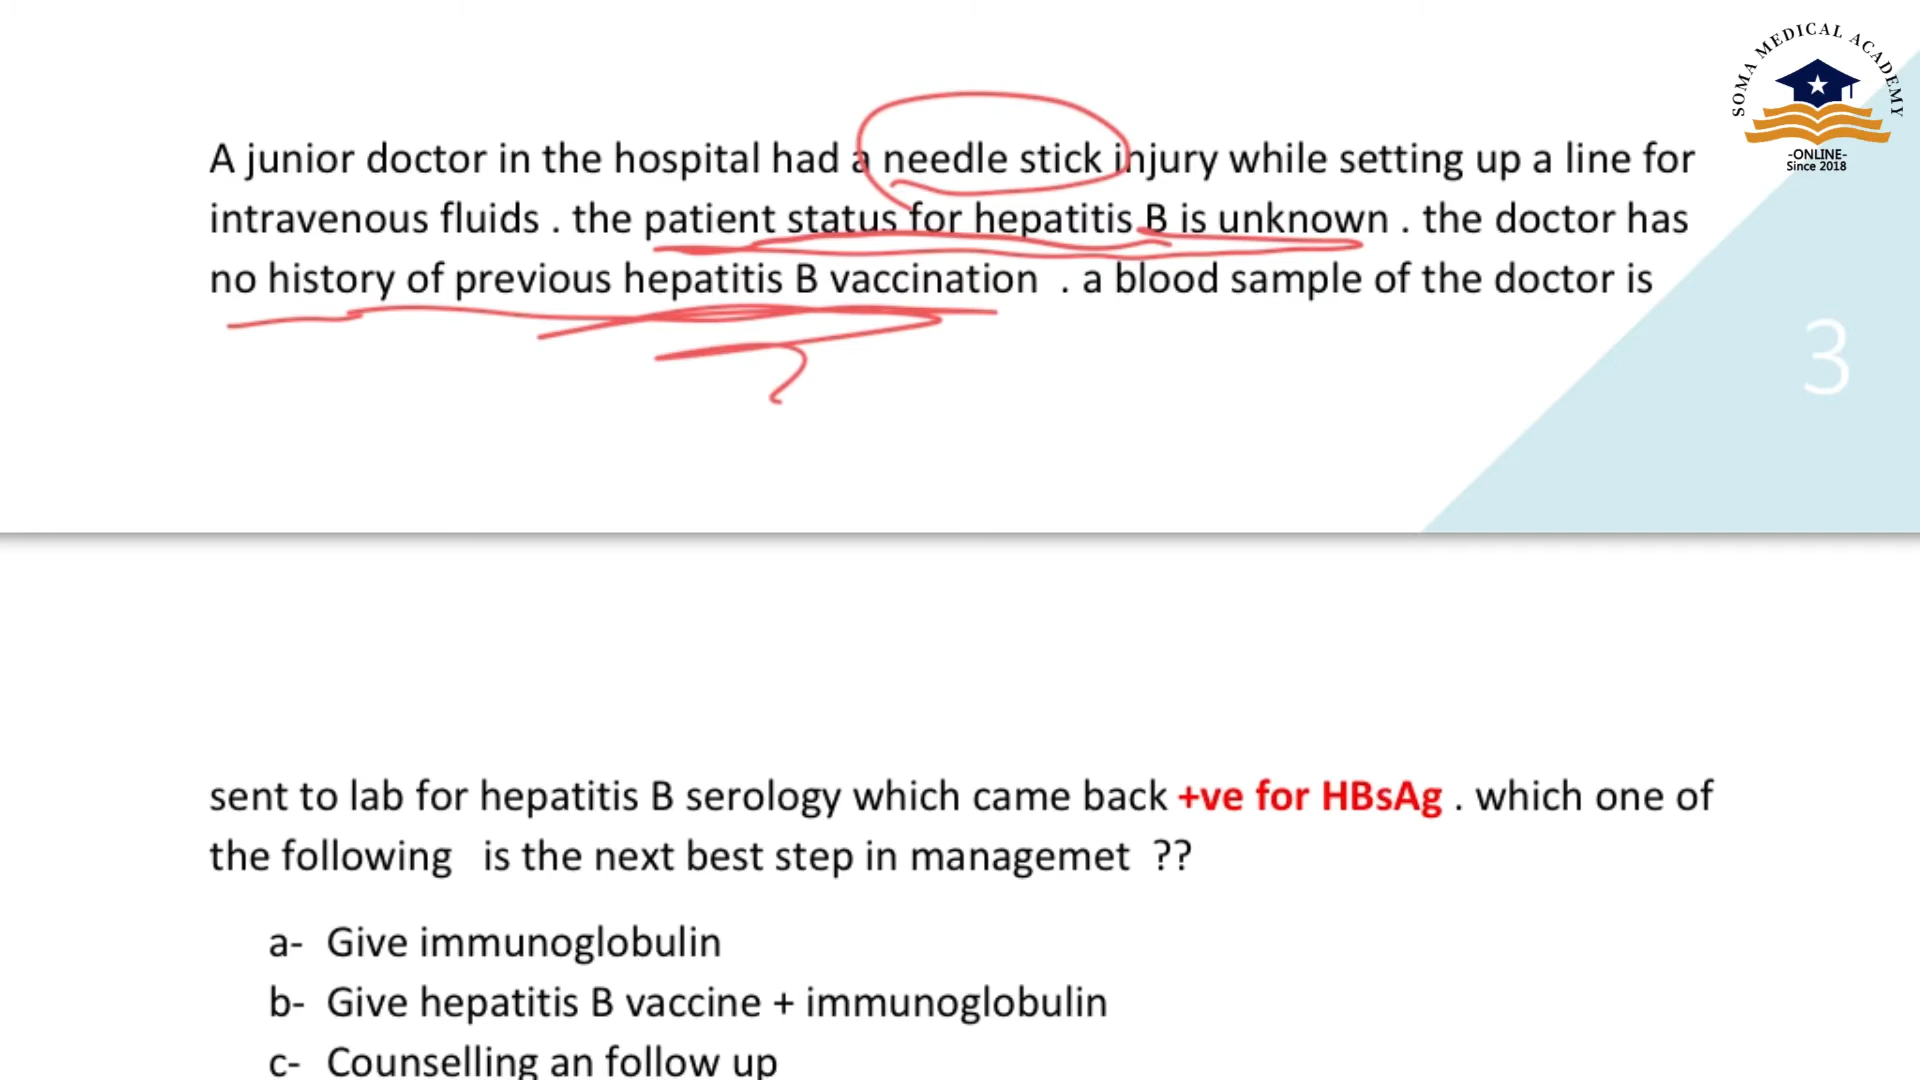 SOMA MEDICAL ACADEMY
-ONLINE-
Since 2018
A junior doctor in the hospital had a needle stick injury while setting up a line for
intravenous fluids . the patient status for hepatitis B is unknown . the doctor has
no history of previous hepatitis B vaccination . a blood sample of the doctor is
3
sent to lab for hepatitis B serology which came back +ve for HBsAg . which one of
the following is the next best step in managemet ??
a- Give immunoglobulin
b- Give hepatitis B vaccine + immunoglobulin
c- Counselling an follow up